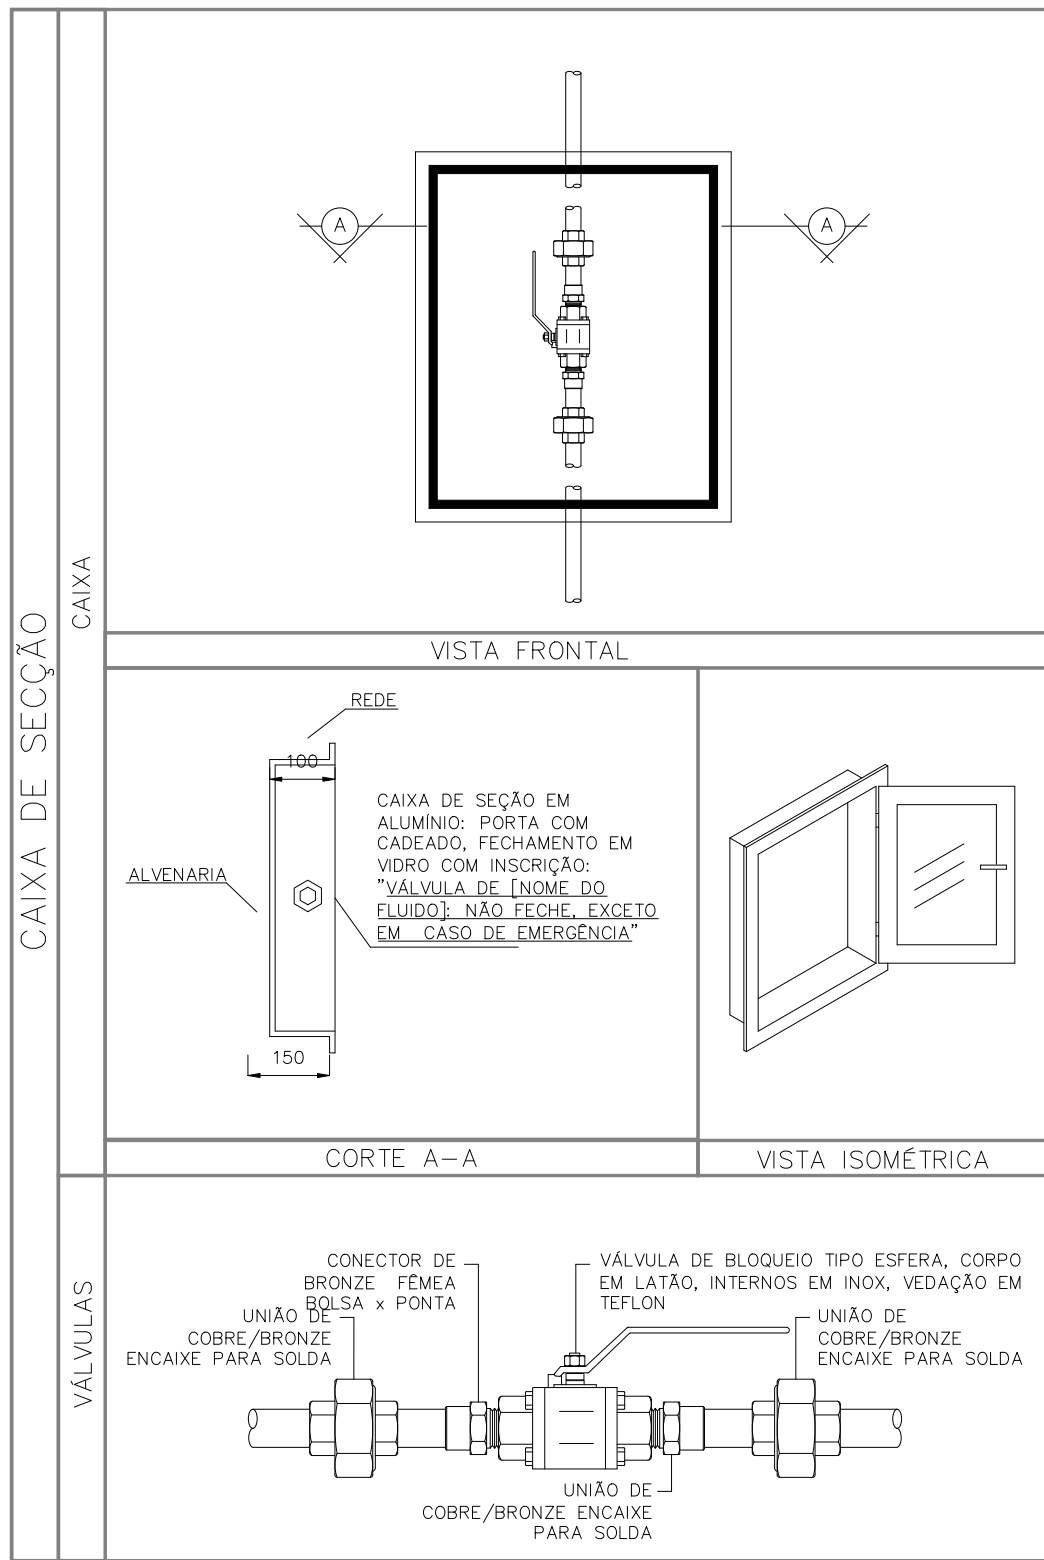 CAIXA DE SECÇÃO
CAIXA
A
A
VISTA FRONTAL
REDE
100
CAIXA DE SEÇÃO EM
ALUMÍNIO: PORTA COM
CADEADO, FECHAMENTO EM
VIDRO COM INSCRIÇÃO:
"VÁLVULA DE [NOME DO
FLUIDO]: NÃO FECHE, EXCETO
EM CASO DE EMERGÊNCIA"
ALVENARIA
150
CORTE A-A
VISTA ISOMÉTRICA
VÁLVULAS
CONECTOR DE
BRONZE FÊMEA
BOLSA x PONTA
UNIÃO DE
COBRE/BRONZE
ENCAIXE PARA SOLDA
VÁLVULA DE BLOQUEIO TIPO ESFERA, CORPO
EM LATÃO, INTERNOS EM INOX, VEDAÇÃO EM
TEFLON
UNIÃO DE
COBRE/BRONZE
ENCAIXE PARA SOLDA
UNIÃO DE
COBRE/BRONZE ENCAIXE
PARA SOLDA